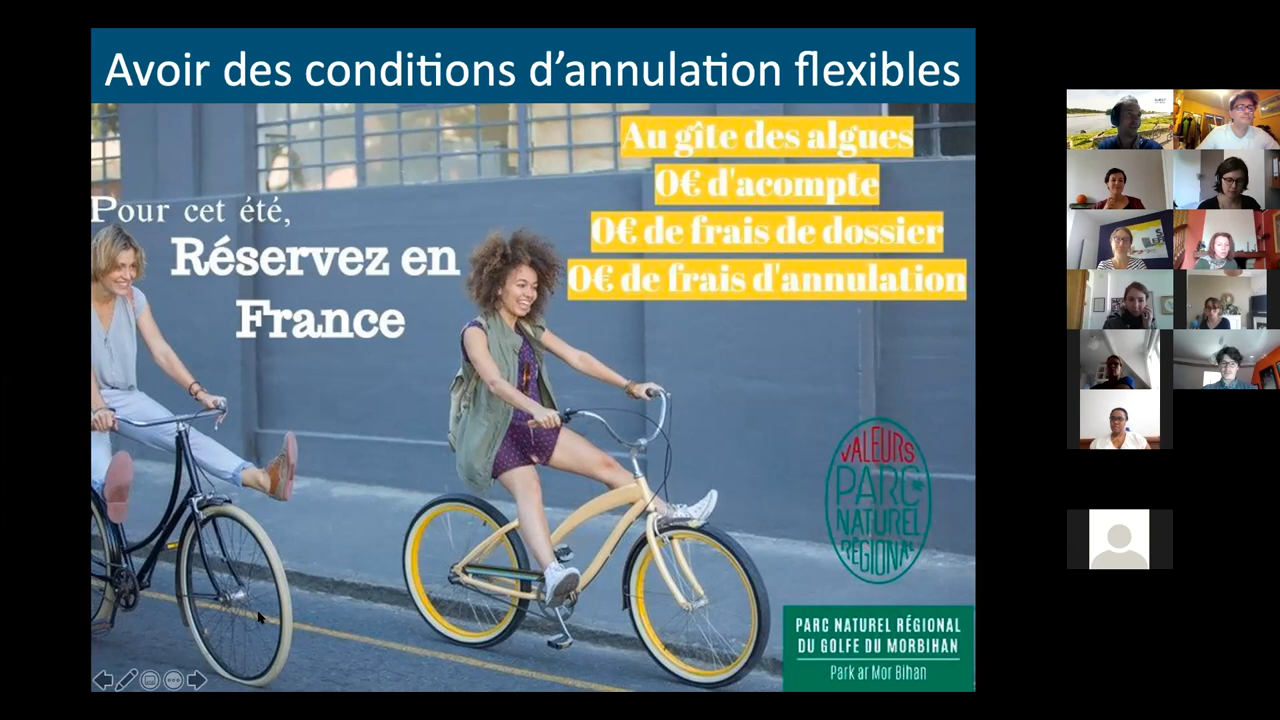 Avoir des conditions d'annulation flexibles
Pour cet été,
Réservez en
France
Au gîte des algues
0€ d'acompte
0€ de frais de dossier
0€ de frais d'annulation
VALEURS
PARC
NATUREL
RÉGIONAL
PARC NATUREL RÉGIONAL
DU GOLFE DU MORBIHAN
Park ar Mor Bihan